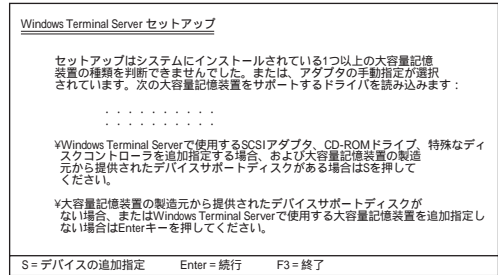 Windows Terminal Server セットアップ
セットアップはシステムにインストールされている1つ以上の大容量記憶
装置の種類を判断できませんでした。または、アダプタの手動指定が選択
されています。次の大容量記憶装置をサポートするドライバを読み込みます：
. . . . . . . . . .
. . . . . . . . . .
¥Windows Terminal Serverで使用するSCSIアダプタ、CD-ROMドライブ、特殊なディ
スクコントローラを追加指定する場合、および大容量記憶装置の製造
元から提供されたデバイスサポートディスクがある場合はSを押して
ください。
¥大容量記憶装置の製造元から提供されたデバイスサポートディスクが
ない場合、またはWindows Terminal Serverで使用する大容量記憶装置を追加指定し
ない場合はEnterキーを押してください。
S = デバイスの追加指定 Enter = 続行 F3 = 終了